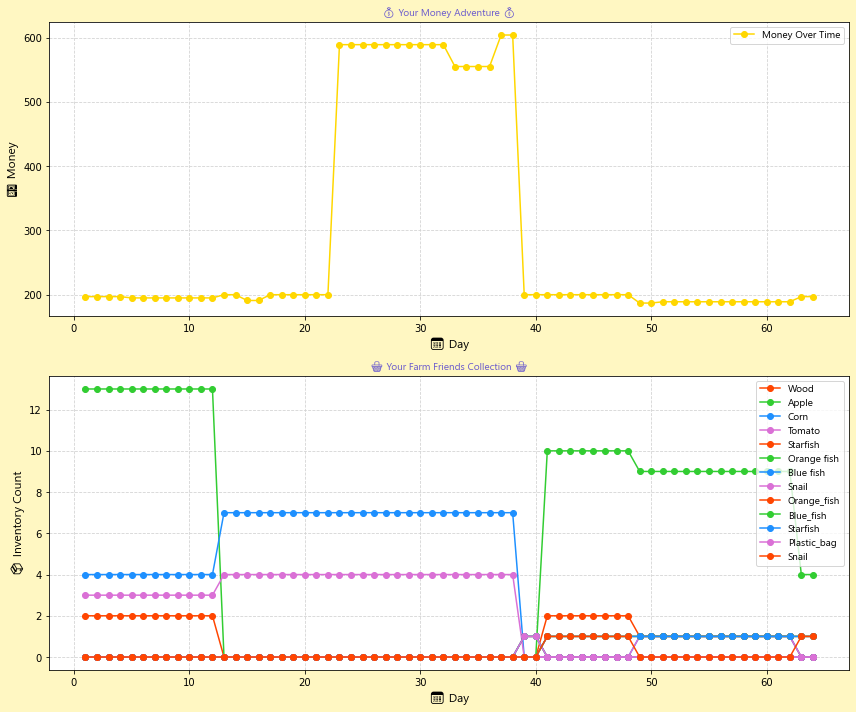 💰 Your Money Adventure 💰
Money Over Time
600
500
400
300
200
💵 Money
0 10 20 30 40 50 60
📅 Day
🧺 Your Farm Friends Collection 🧺
Wood
Apple
Corn
Tomato
Starfish
Orange fish
Blue fish
Snail
Orange_fish
Blue_fish
Starfish
Plastic_bag
Snail
12
10
8
6
4
2
0
📦 Inventory Count
0 10 20 30 40 50 60
📅 Day